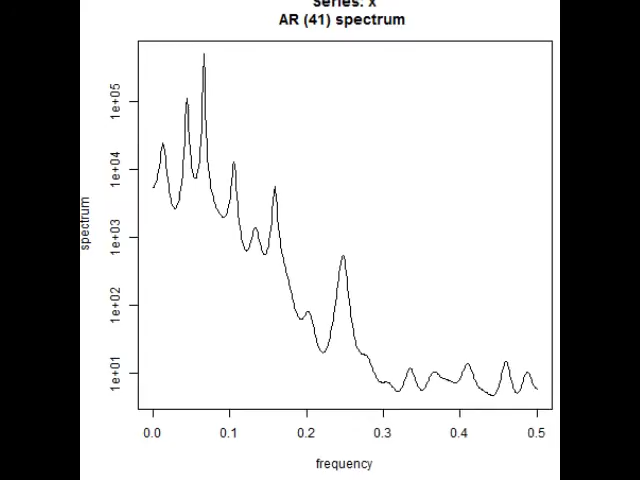 Series: x
AR (41) spectrum
1e+05
1e+04
1e+03
1e+02
1e+01
spectrum
0.0 0.1 0.2 0.3 0.4 0.5
frequency